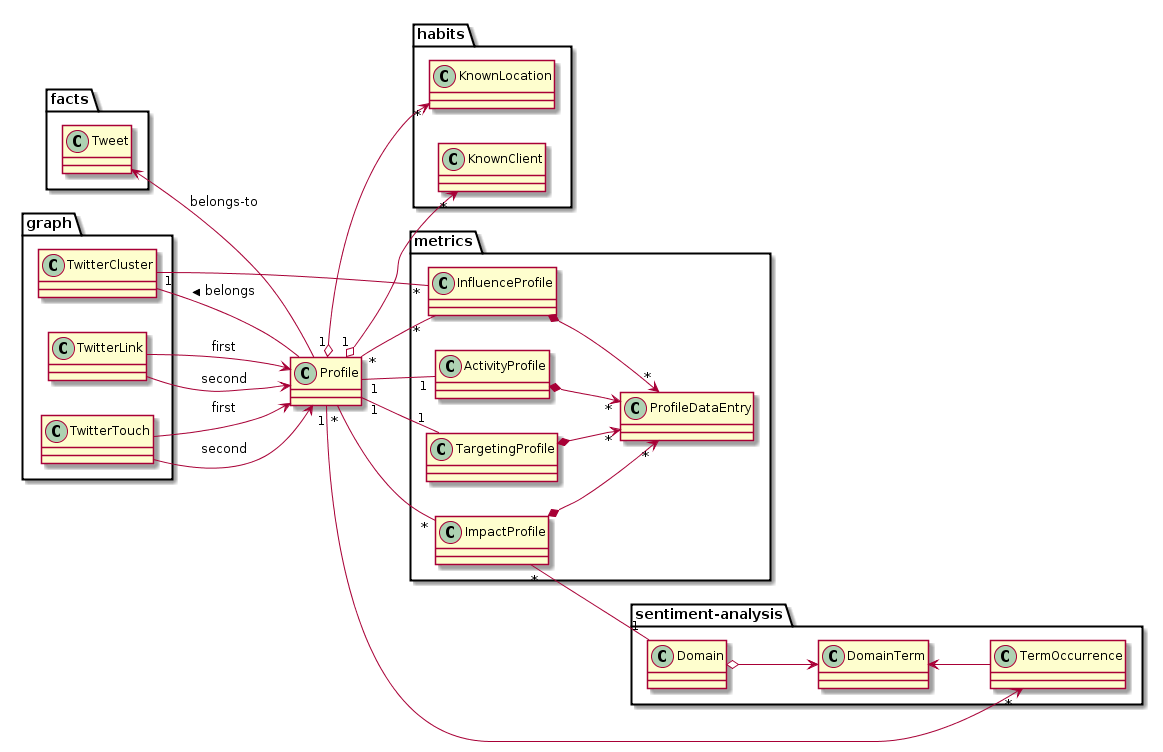 habits
C KnownLocation
*
C KnownClient
*
facts
C Tweet
belongs-to
graph
C TwitterCluster
1
◄ belongs
C TwitterLink
first
second
C TwitterTouch
first
second
1
1
C Profile
*
1
1
1
*
metrics
C InfluenceProfile
*
*
C ActivityProfile
1
C TargetingProfile
1
C ImpactProfile
*
*
*
C ProfileDataEntry
*
*
*
sentiment-analysis
1
C Domain
C DomainTerm
C TermOccurrence
*